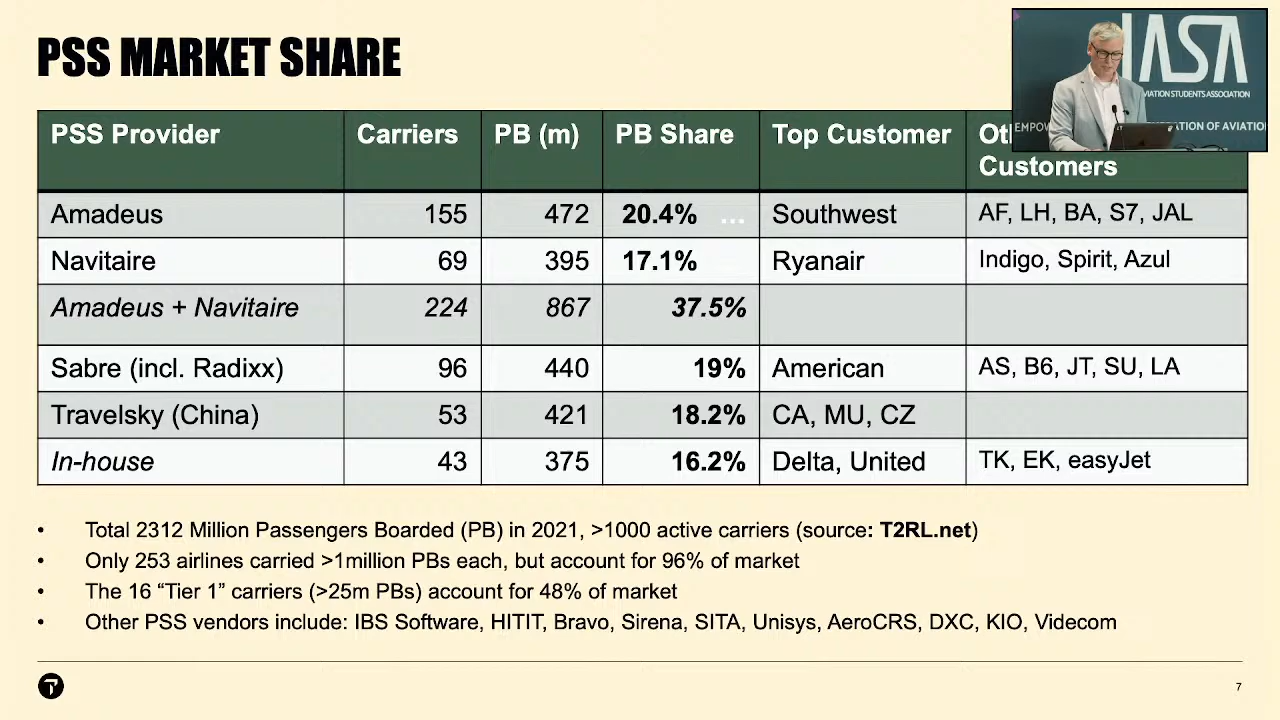 PSS MARKET SHARE
IASA
VIATION STUDENTS ASSOCIATION
EMPOW
ATION OF AVIATIO
PSS Provider Carriers PB (m) PB Share Top Customer
Customers
Amadeus 155 472 20.4% ... Southwest AF, LH, BA, S7, JAL
Navitaire 69 395 17.1% Ryanair Indigo, Spirit, Azul
Amadeus + Navitaire 224 867 37.5%
Sabre (incl. Radixx) 96 440 19% American AS, B6, JT, SU, LA
Travelsky (China) 53 421 18.2% CA, MU, CZ
In-house 43 375 16.2% Delta, United TK, EK, easyJet
• Total 2312 Million Passengers Boarded (PB) in 2021, >1000 active carriers (source: T2RL.net)
• Only 253 airlines carried >1million PBs each, but account for 96% of market
• The 16 “Tier 1” carriers (>25m PBs) account for 48% of market
• Other PSS vendors include: IBS Software, HITIT, Bravo, Sirena, SITA, Unisys, AeroCRS, DXC, KIO, Videcom
7